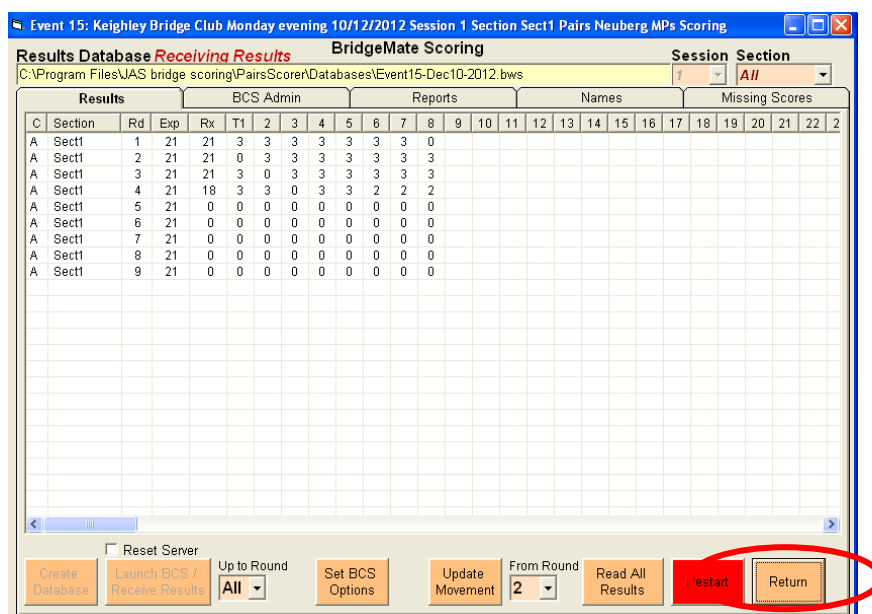 Event 15: Keighley Bridge Club Monday evening 10/12/2012 Session 1 Section Sect1 Pairs Neuberg MPs Scoring
BridgeMate Scoring
Results Database Receiving Results
Session Section
C:\Program Files\JAS bridge scoring\PairsScorer\Databases\Event15-Dec10-2012.bws
1 All
Results BCS Admin Reports Names Missing Scores
C Section Rd Exp Rx T1 2 3 4 5 6 7 8 9 10 11 12 13 14 15 16 17 18 19 20 21 22 2
A Sect1 1 21 21 3 3 3 3 3 3 3 0
A Sect1 2 21 21 0 3 3 3 3 3 3 3
A Sect1 3 21 21 3 0 3 3 3 3 3 3
A Sect1 4 21 18 3 3 0 3 3 2 2 2
A Sect1 5 21 0 0 0 0 0 0 0 0 0
A Sect1 6 21 0 0 0 0 0 0 0 0 0
A Sect1 7 21 0 0 0 0 0 0 0 0 0
A Sect1 8 21 0 0 0 0 0 0 0 0 0
A Sect1 9 21 0 0 0 0 0 0 0 0 0
Reset Server
Create Database
Launch BCS / Receive Results
Up to Round
All
Set BCS Options
Update Movement
From Round
2
Read All Results
Return